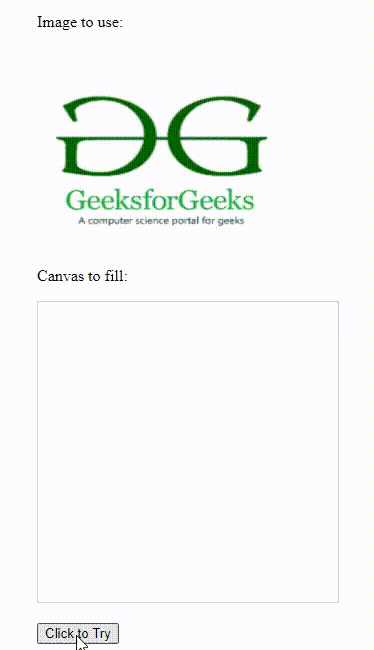 Image to use:
GeeksforGeeks
A computer science portal for geeks
Canvas to fill:
Click to Try